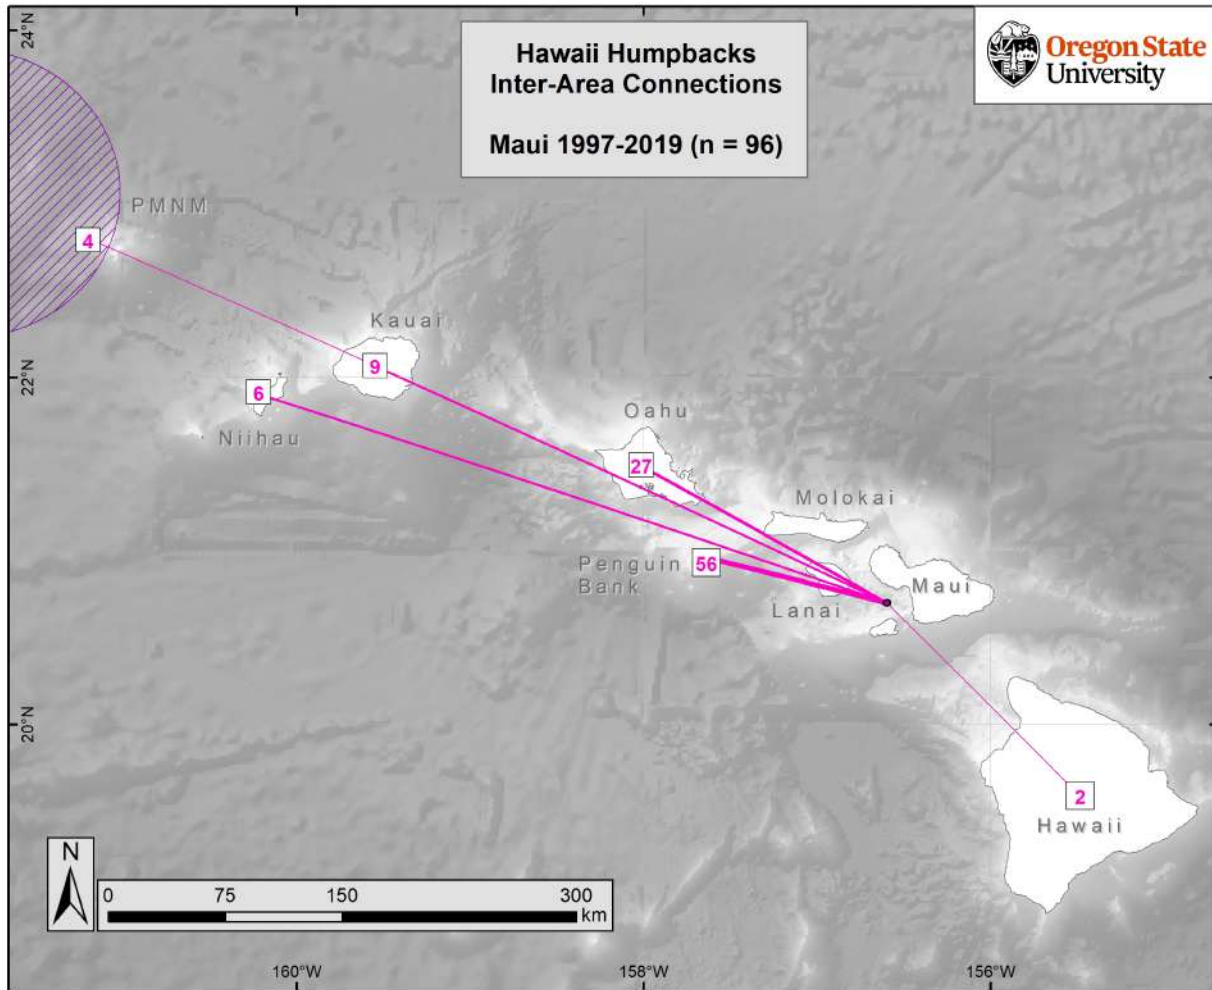 24°N
Hawaii Humpbacks
Inter-Area Connections
Maui 1997-2019 (n = 96)
Oregon State
University
PMNM
4
Kauai
9
22°N
6
Niihau
Oahu
27
Molokai
Penguin
Bank
56
Maui
Lanai
20°N
2
Hawaii
N
0 75 150 300
km
160°W 158°W 156°W